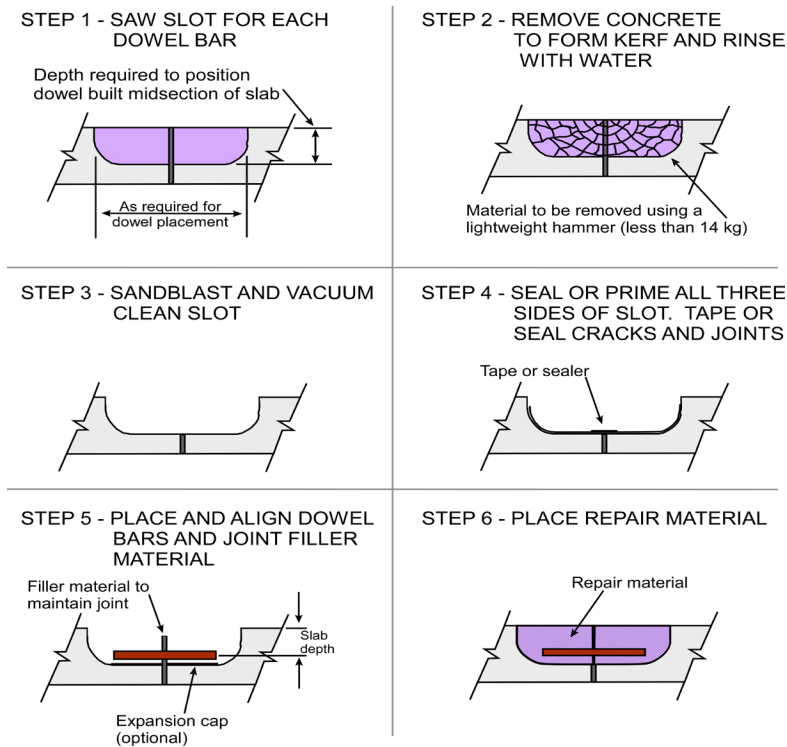 STEP 1 - SAW SLOT FOR EACH
DOWEL BAR
Depth required to position
dowel built midsection of slab
As required for
dowel placement
STEP 2 - REMOVE CONCRETE
TO FORM KERF AND RINSE
WITH WATER
Material to be removed using a
lightweight hammer (less than 14 kg)
STEP 3 - SANDBLAST AND VACUUM
CLEAN SLOT
STEP 4 - SEAL OR PRIME ALL THREE
SIDES OF SLOT. TAPE OR
SEAL CRACKS AND JOINTS
Tape or sealer
STEP 5 - PLACE AND ALIGN DOWEL
BARS AND JOINT FILLER
MATERIAL
Filler material to
maintain joint
Slab
depth
Expansion cap
(optional)
STEP 6 - PLACE REPAIR MATERIAL
Repair material